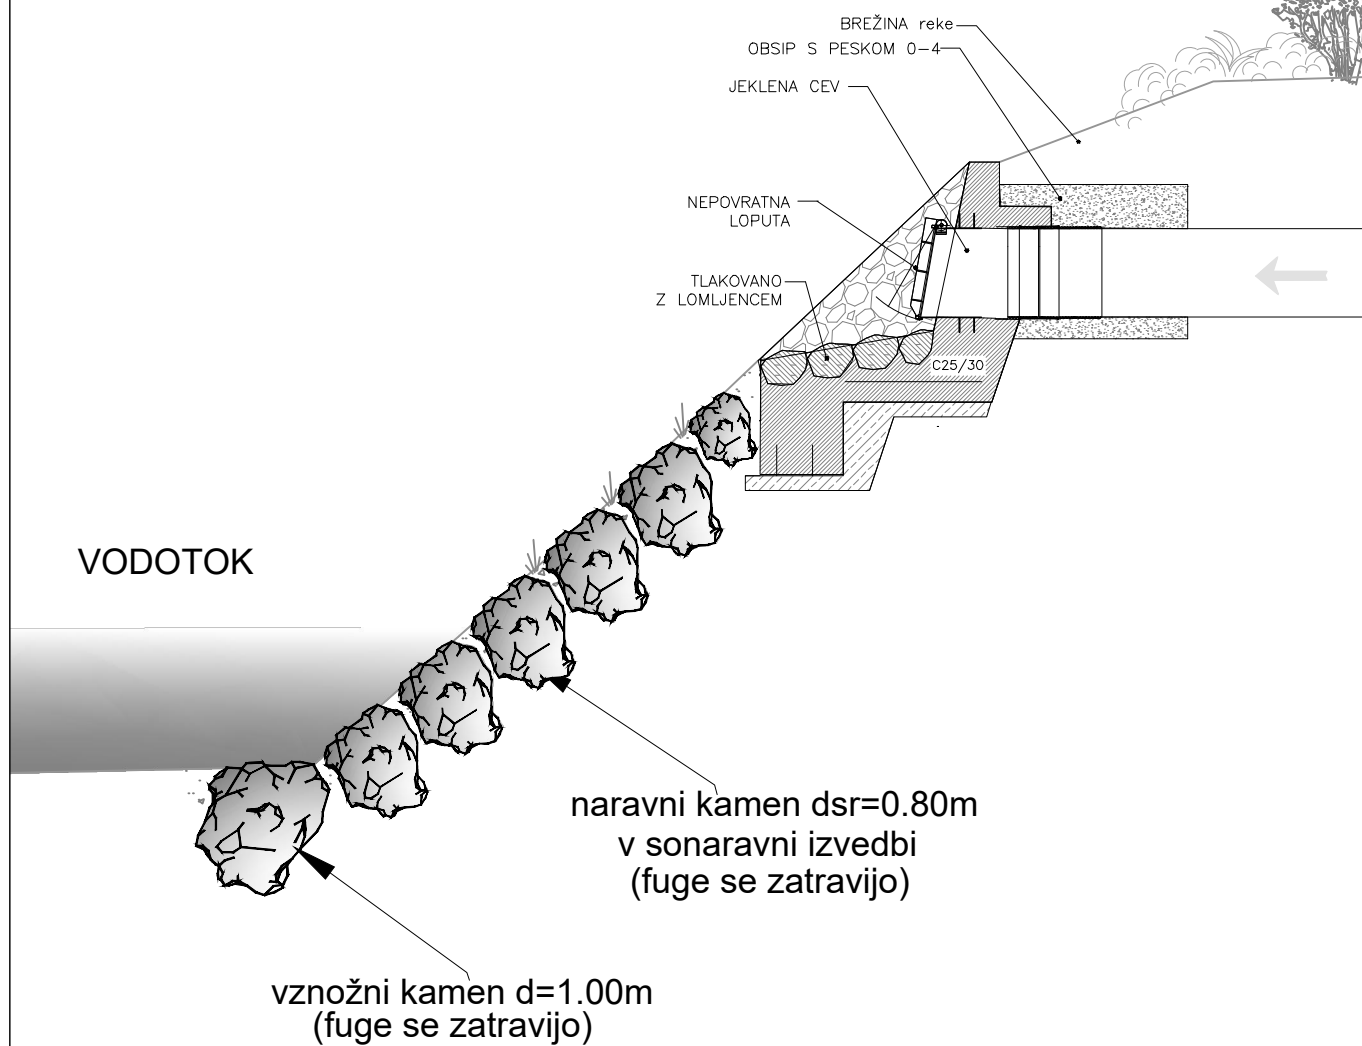 BREŽINA reke
OBSIP S PESKOM 0-4
JEKLENA CEV
NEPOVRATNA
LOPUTA
TLAKOVANO
Z LOMLJENCEM
C25/30
VODOTOK
naravni kamen dsr=0.80m
v sonaravni izvedbi
(fuge se zatravijo)
vznožni kamen d=1.00m
(fuge se zatravijo)